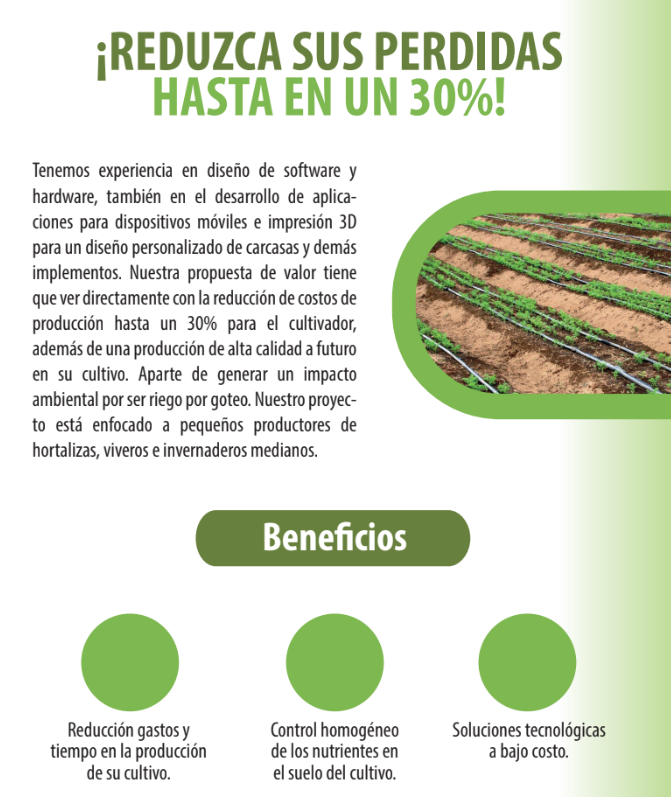 ¡REDUZCA SUS PERDIDAS
HASTA EN UN 30%!
Tenemos experiencia en diseño de software y
hardware, también en el desarrollo de aplica-
ciones para dispositivos móviles e impresión 3D
para un diseño personalizado de carcasas y demás
implementos. Nuestra propuesta de valor tiene
que ver directamente con la reducción de costos de
producción hasta un 30% para el cultivador,
además de una producción de alta calidad a futuro
en su cultivo. Aparte de generar un impacto
ambiental por ser riego por goteo. Nuestro proyec-
to está enfocado a pequeños productores de
hortalizas, viveros e invernaderos medianos.
Beneficios
Reducción gastos y
tiempo en la producción
de su cultivo.
Control homogéneo
de los nutrientes en
el suelo del cultivo.
Soluciones tecnológicas
a bajo costo.